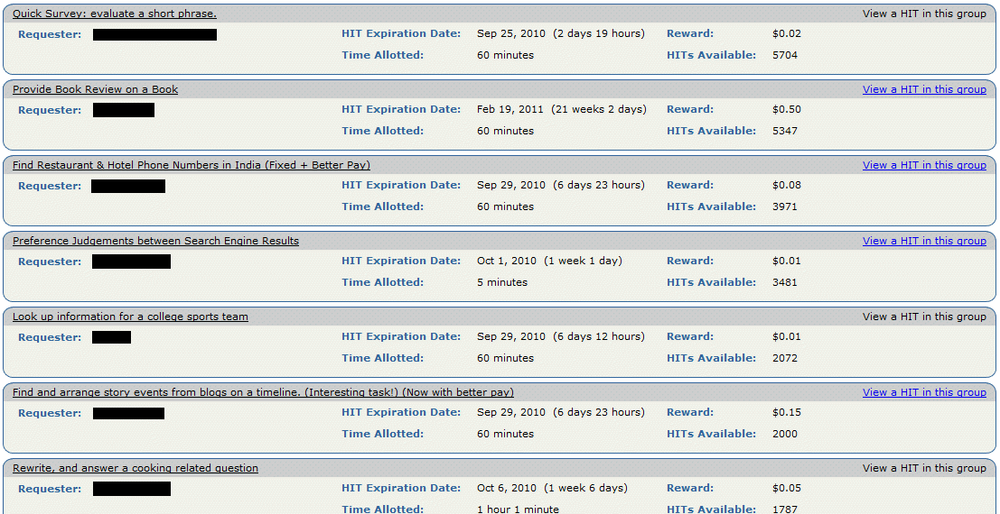 Quick Survey: evaluate a short phrase. View a HIT in this group
Requester: HIT Expiration Date: Sep 25, 2010 (2 days 19 hours) Reward: $0.02
Time Allotted: 60 minutes HITs Available: 5704
Provide Book Review on a Book View a HIT in this group
Requester: HIT Expiration Date: Feb 19, 2011 (21 weeks 2 days) Reward: $0.50
Time Allotted: 60 minutes HITs Available: 5347
Find Restaurant & Hotel Phone Numbers in India (Fixed + Better Pay) View a HIT in this group
Requester: HIT Expiration Date: Sep 29, 2010 (6 days 23 hours) Reward: $0.08
Time Allotted: 60 minutes HITs Available: 3971
Preference Judgements between Search Engine Results View a HIT in this group
Requester: HIT Expiration Date: Oct 1, 2010 (1 week 1 day) Reward: $0.01
Time Allotted: 5 minutes HITs Available: 3481
Look up information for a college sports team View a HIT in this group
Requester: HIT Expiration Date: Sep 29, 2010 (6 days 12 hours) Reward: $0.01
Time Allotted: 60 minutes HITs Available: 2072
Find and arrange story events from blogs on a timeline. (Interesting task!) (Now with better pay) View a HIT in this group
Requester: HIT Expiration Date: Sep 29, 2010 (6 days 23 hours) Reward: $0.15
Time Allotted: 60 minutes HITs Available: 2000
Rewrite, and answer a cooking related question View a HIT in this group
Requester: HIT Expiration Date: Oct 6, 2010 (1 week 6 days) Reward: $0.05
Time Allotted: 1 hour 1 minute HITs Available: 1787